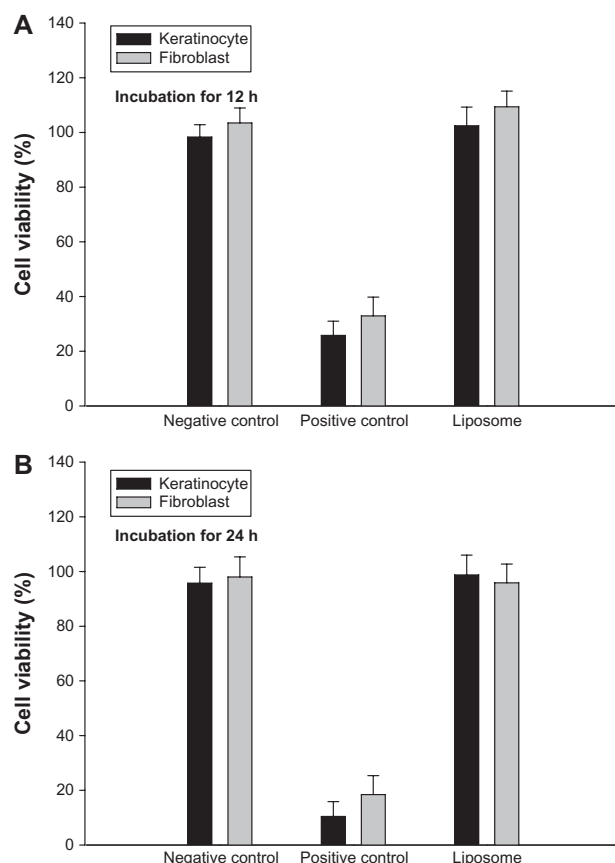 A
140
120
100
80
60
40
20
0
Cell viability (%)
Keratinocyte
Fibroblast
Incubation for 12 h
Negative control Positive control Liposome
B
140
120
100
80
60
40
20
0
Cell viability (%)
Keratinocyte
Fibroblast
Incubation for 24 h
Negative control Positive control Liposome